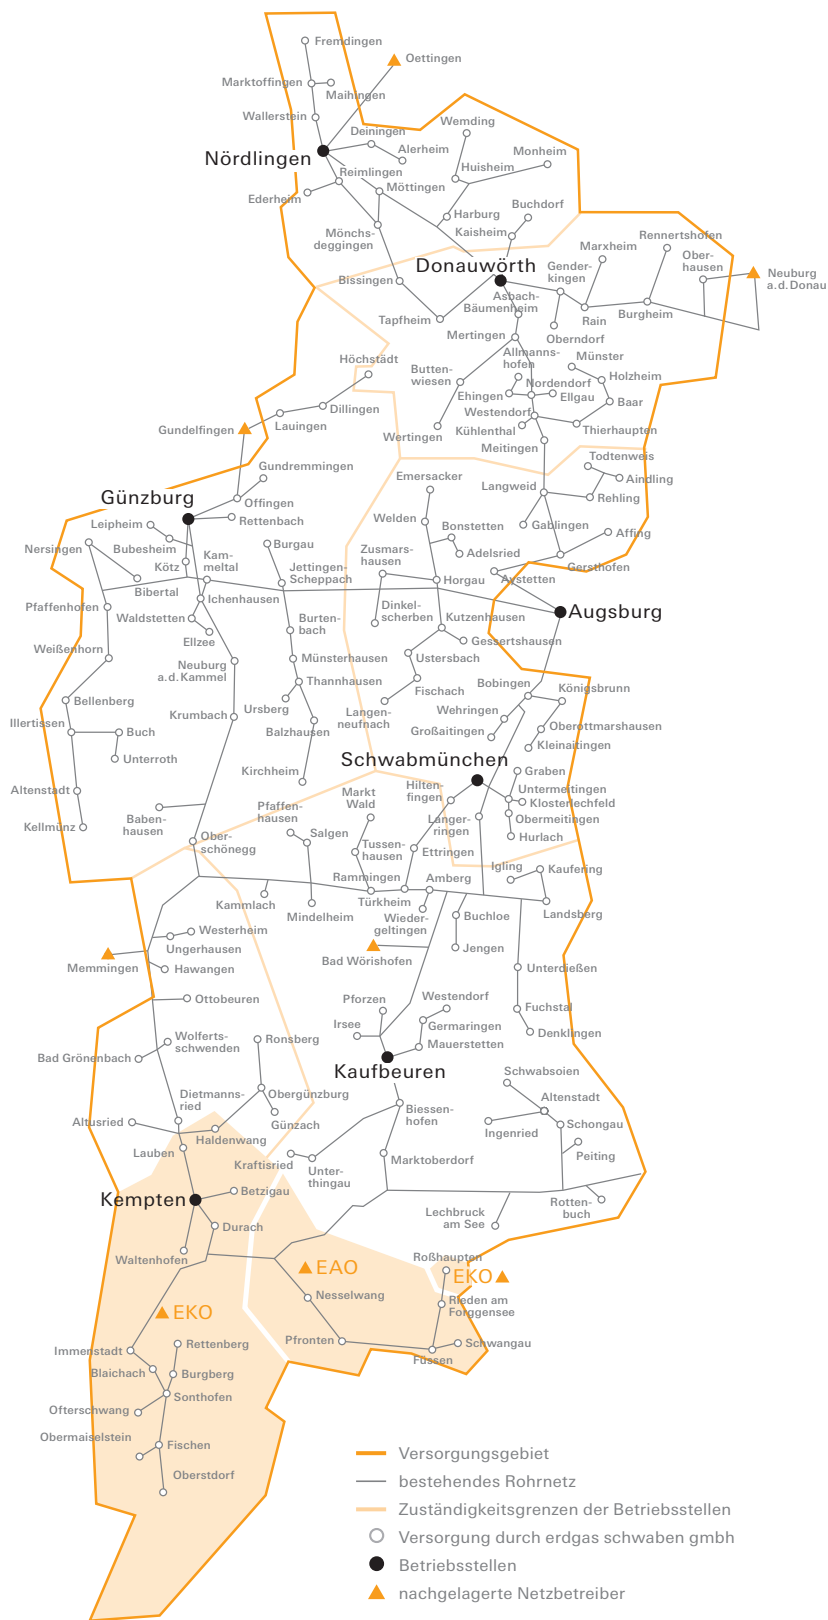 Fremdingen
Oettingen
Marktoffingen
Maihingen
Wallerstein
Wemding
Deiningen
Alerheim
Monheim
Nördlingen
Huisheim
Reimlingen
Möttingen
Ederheim
Buchdorf
Harburg
Mönchs-
deggingen
Kaisheim
Rennertshofen
Marxheim
Ober-
hausen
Donauwörth
Gender-
kingen
Neuburg
a.d.Donau
Bissingen
Asbach-
Bäumenheim
Tapfheim
Rain
Burgheim
Oberndorf
Mertingen
Höchstädt
Allmanns-
hofen
Münster
Butten-
wiesen
Nordendorf
Holzheim
Ehingen
Ellgau
Baar
Dillingen
Westendorf
Lauingen
Gundelfingen
Wertingen
Kühlenthal
Thierhaupten
Meitingen
Todtenweis
Gundremmingen
Emersacker
Aindling
Günzburg
Langweid
Offingen
Rehling
Leipheim
Rettenbach
Welden
Bonstetten
Gablingen
Affing
Nersingen
Bubesheim
Burgau
Zusmars-
hausen
Adelsried
Kötz
Kam-
meltal
Jettingen-
Scheppach
Gersthofen
Bibertal
Horgau
Aystetten
Ichenhausen
Pfaffenhofen
Dinkel-
scherben
Augsburg
Waldstetten
Burten-
bach
Kutzenhausen
Ellzee
Gessertshausen
Weißenhorn
Neuburg
a.d.Kammel
Münsterhausen
Ustersbach
Thannhausen
Bobingen
Königsbrunn
Fischach
Bellenberg
Ursberg
Langen-
neufnach
Wehringen
Illertissen
Krumbach
Balzhausen
Oberottmarshausen
Buch
Großaitingen
Kleinaitingen
Unterroth
Schwabmünchen
Kirchheim
Graben
Altenstadt
Hilten-
fingen
Untermeitingen
Markt
Wald
Klosterlechfeld
Baben-
hausen
Pfaffen-
hausen
Langer-
ringen
Obermeitingen
Kellmünz
Salgen
Hurlach
Ober-
schönegg
Tussen-
hausen
Ettringen
Igling
Kaufering
Rammingen
Amberg
Kammlach
Türkheim
Mindelheim
Wieder-
geltingen
Buchloe
Landsberg
Westerheim
Ungerhausen
Jengen
Memmingen
Hawangen
Bad Wörishofen
Unterdießen
Ottobeuren
Pforzen
Westendorf
Fuchstal
Irsee
Germaringen
Wolferts-
schwenden
Ronsberg
Mauerstetten
Denklingen
Bad Grönenbach
Kaufbeuren
Schwabsoien
Dietmanns-
ried
Obergünzburg
Altenstadt
Biessen-
hofen
Altusried
Günzach
Ingenried
Schongau
Haldenwang
Lauben
Kraftisried
Unter-
thingau
Marktoberdorf
Peiting
Kempten
Betzigau
Rotten-
buch
Durach
Lechbruck
am See
Waltenhofen
Roßhaupten
EAO
EKO
Nesselwang
Rieden am
Forggensee
EKO
Immenstadt
Rettenberg
Pfronten
Schwangau
Füssen
Blaichach
Burgberg
Sonthofen
Ofterschwang
Obermaiselstein
Fischen
Oberstdorf
Versorgungsgebiet
bestehendes Rohrnetz
Zuständigkeitsgrenzen der Betriebsstellen
Versorgung durch erdgas schwaben gmbh
Betriebsstellen
nachgelagerte Netzbetreiber